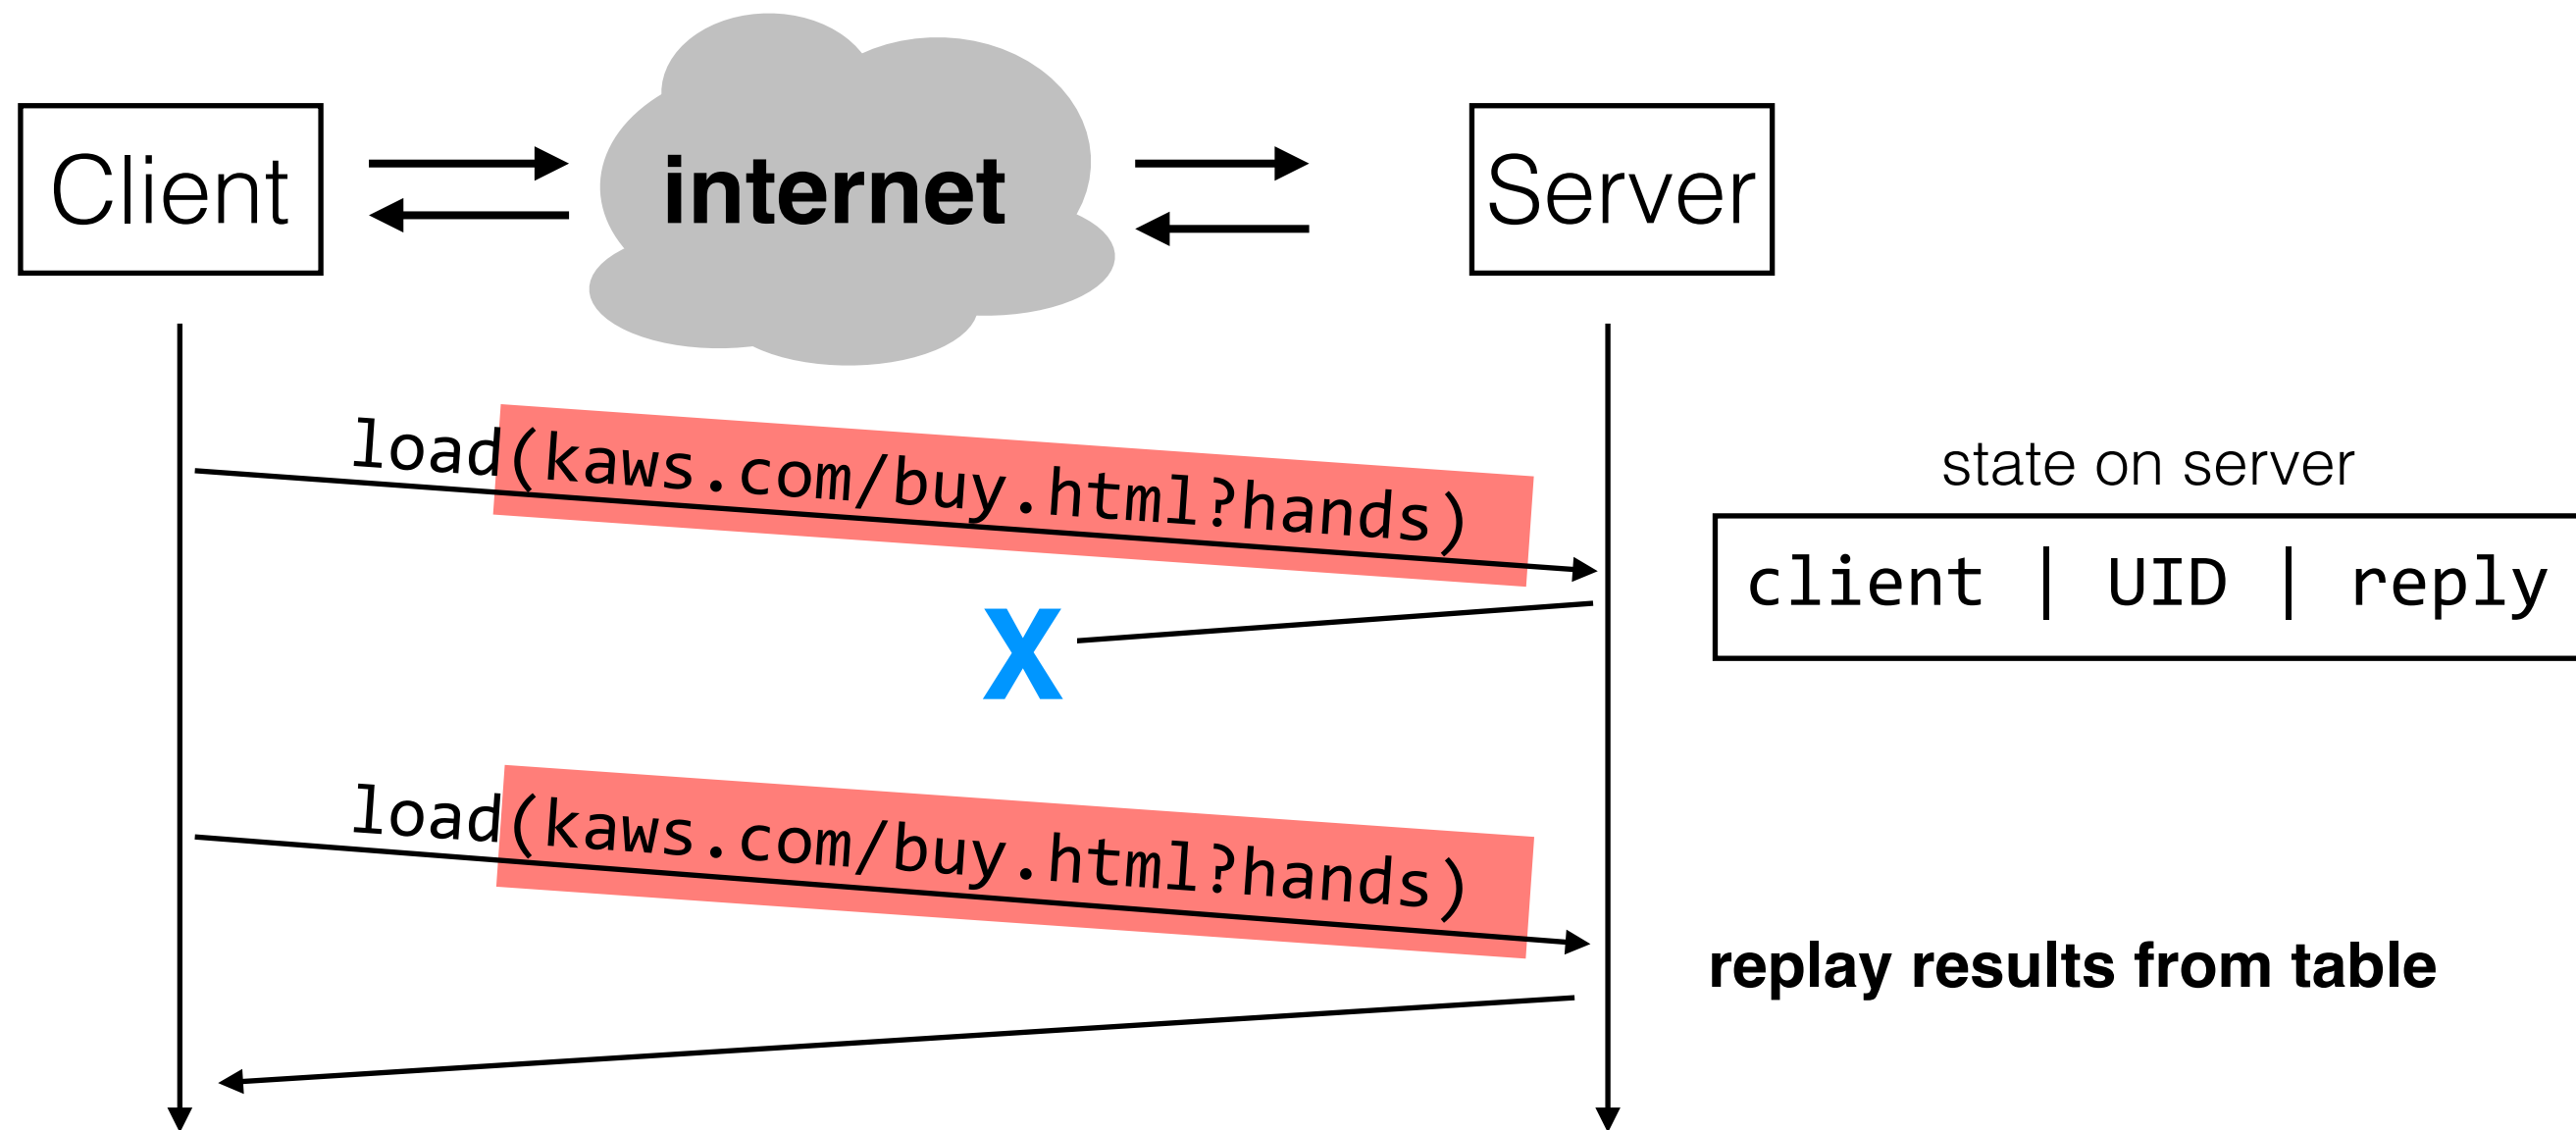 Client
internet
Server
load(kaws.com/buy.html?hands)
state on server
client | UID | reply
X
load(kaws.com/buy.html?hands)
replay results from table